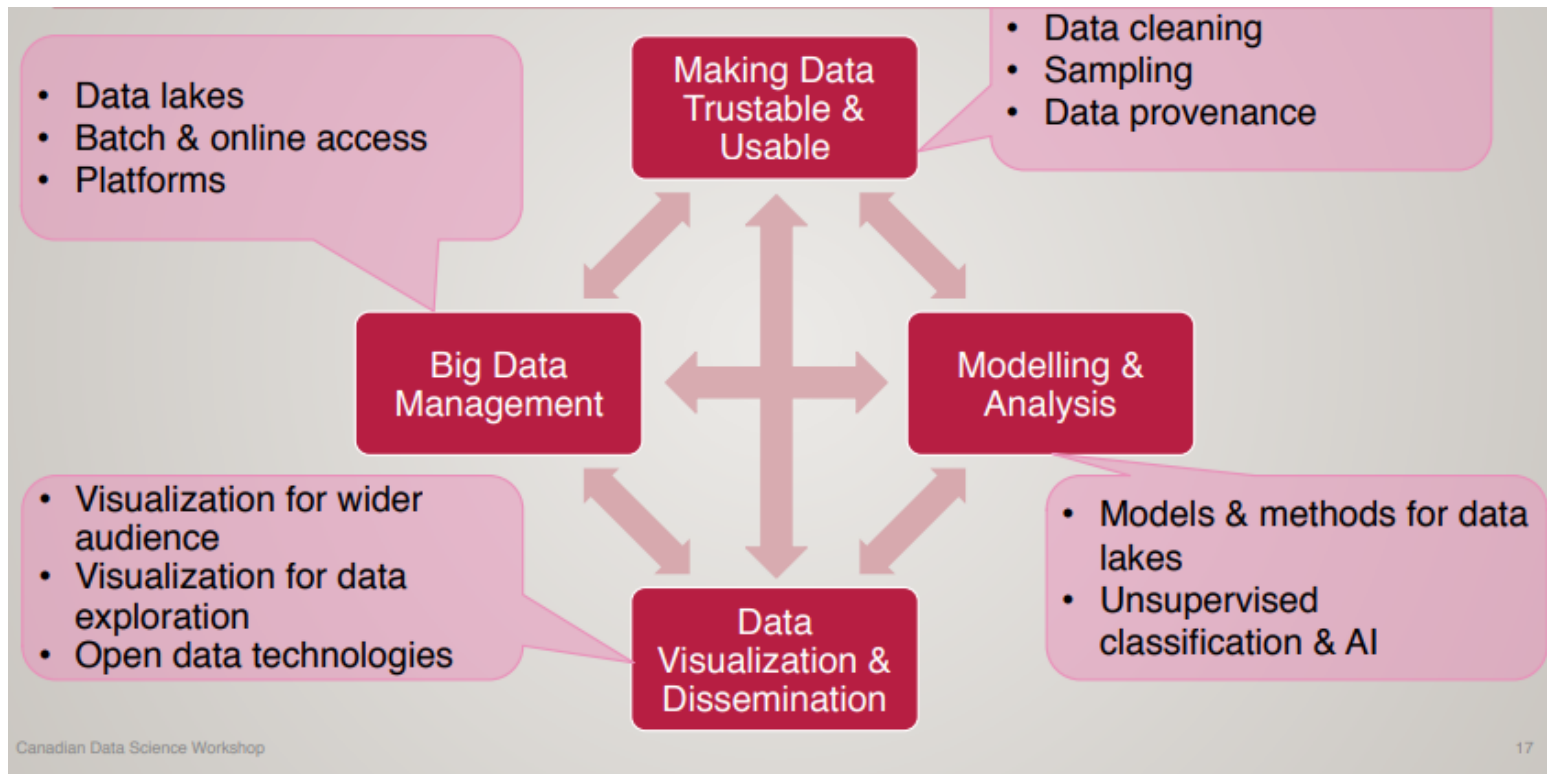 • Data cleaning
• Sampling
• Data provenance
Making Data
Trustable &
Usable
• Data lakes
• Batch & online access
• Platforms
Big Data
Management
Modelling &
Analysis
• Visualization for wider
audience
• Visualization for data
exploration
• Open data technologies
• Models & methods for data
lakes
• Unsupervised
classification & AI
Data
Visualization &
Dissemination
Canadian Data Science Workshop
17